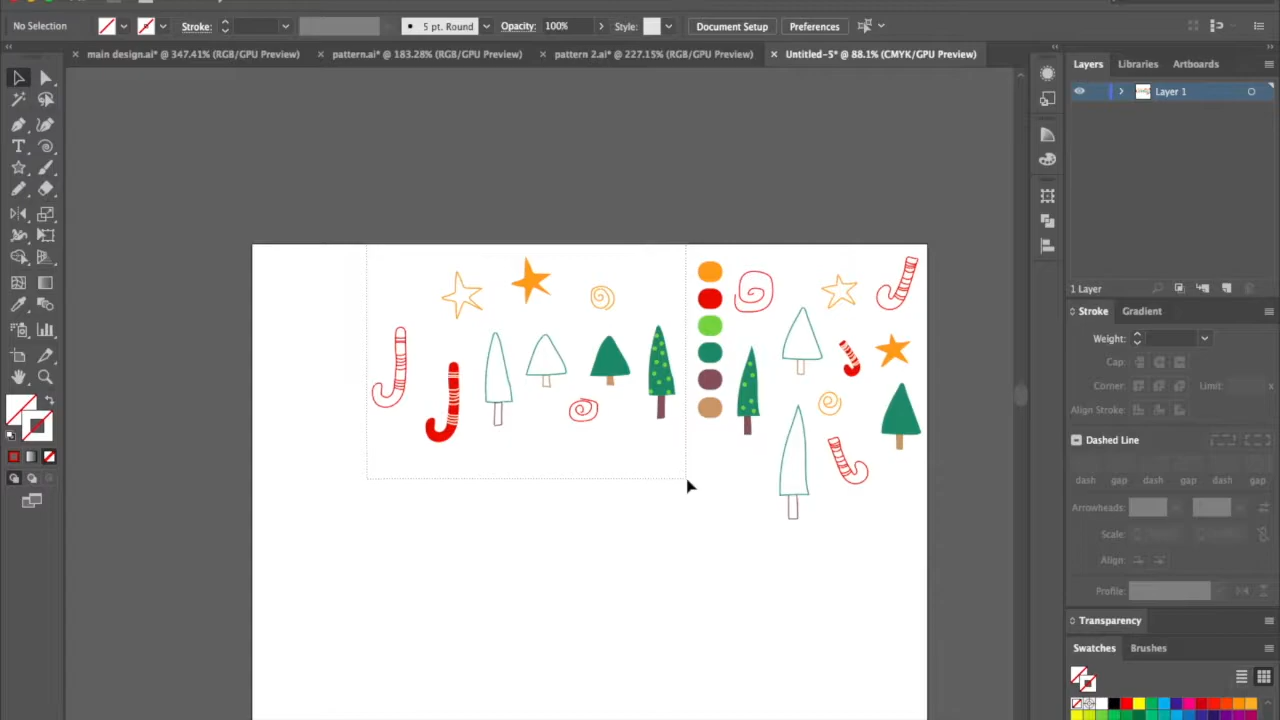 No Selection
Stroke:
5 pt. Round
Opacity: 100%
Style:
Document Setup
Preferences
main design.ai* @ 347.41% (RGB/GPU Preview)
pattern.ai* @ 183.28% (RGB/GPU Preview)
pattern 2.ai* @ 227.15% (RGB/GPU Preview)
Untitled-5* @ 88.1% (CMYK/GPU Preview)
Layers
Libraries
Artboards
Layer 1
1 Layer
Stroke
Gradient
Weight:
Cap:
Corner:
Limit:
x
Align Stroke:
Dashed Line
dash gap dash gap dash gap
Arrowheads:
Scale:
Align:
Profile:
Transparency
Swatches
Brushes